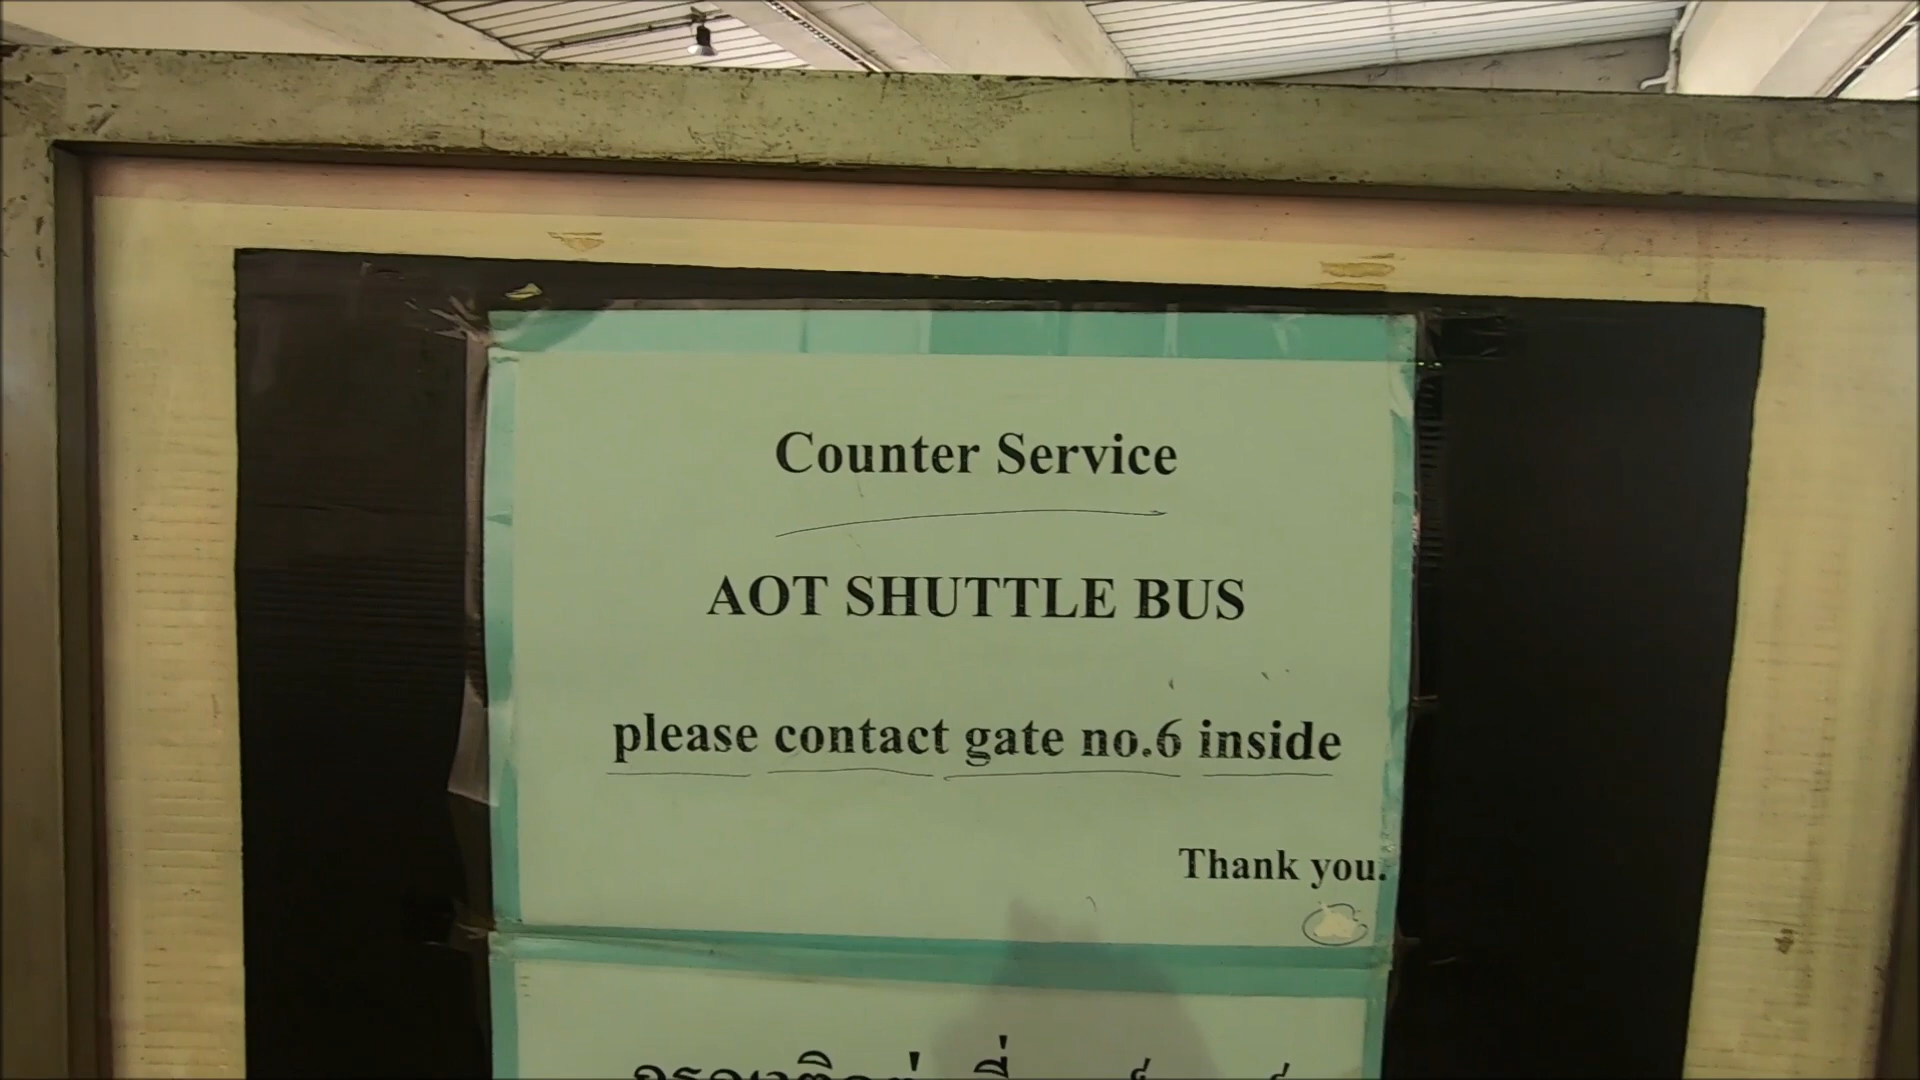 Counter Service
AOT SHUTTLE BUS
please contact gate no.6 inside
Thank you.